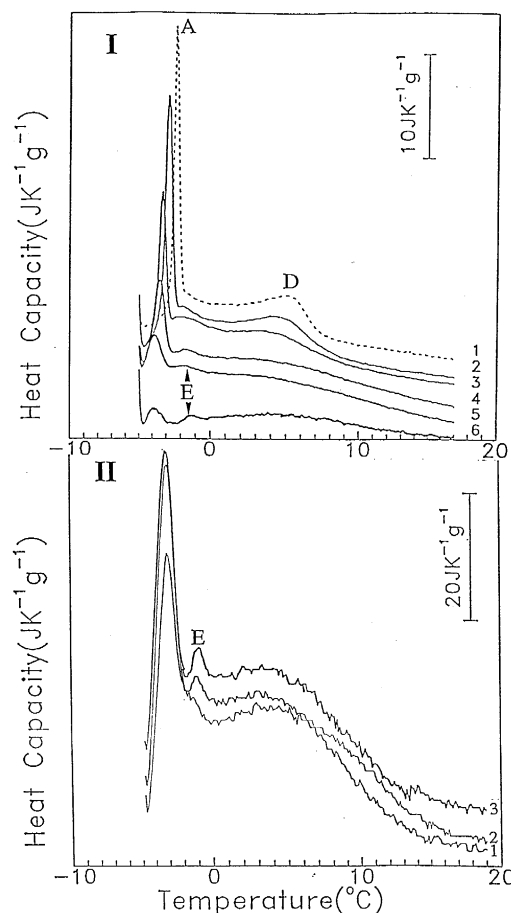 I
A
10JK⁻¹g⁻¹
Heat Capacity(JK⁻¹g⁻¹)
D
E
1
2
3
4
5
6
-10
0
10
20
II
20JK⁻¹g⁻¹
Heat Capacity(JK⁻¹g⁻¹)
E
3
2
1
-10
0
10
20
Temperature(°C)